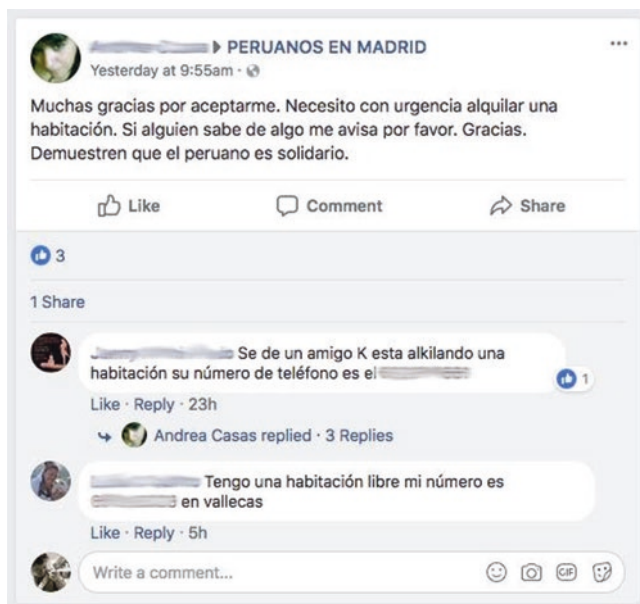 PERUANOS EN MADRID
Yesterday at 9:55am ·
Muchas gracias por aceptarme. Necesito con urgencia alquilar una
habitación. Si alguien sabe de algo me avisa por favor. Gracias.
Demuestren que el peruano es solidario.
Like Comment Share
3
1 Share
Se de un amigo K esta alkilando una
habitación su número de teléfono es el
1
Like · Reply · 23h
Andrea Casas replied · 3 Replies
Tengo una habitación libre mi número es
en vallecas
Like · Reply · 5h
Write a comment...
GIF